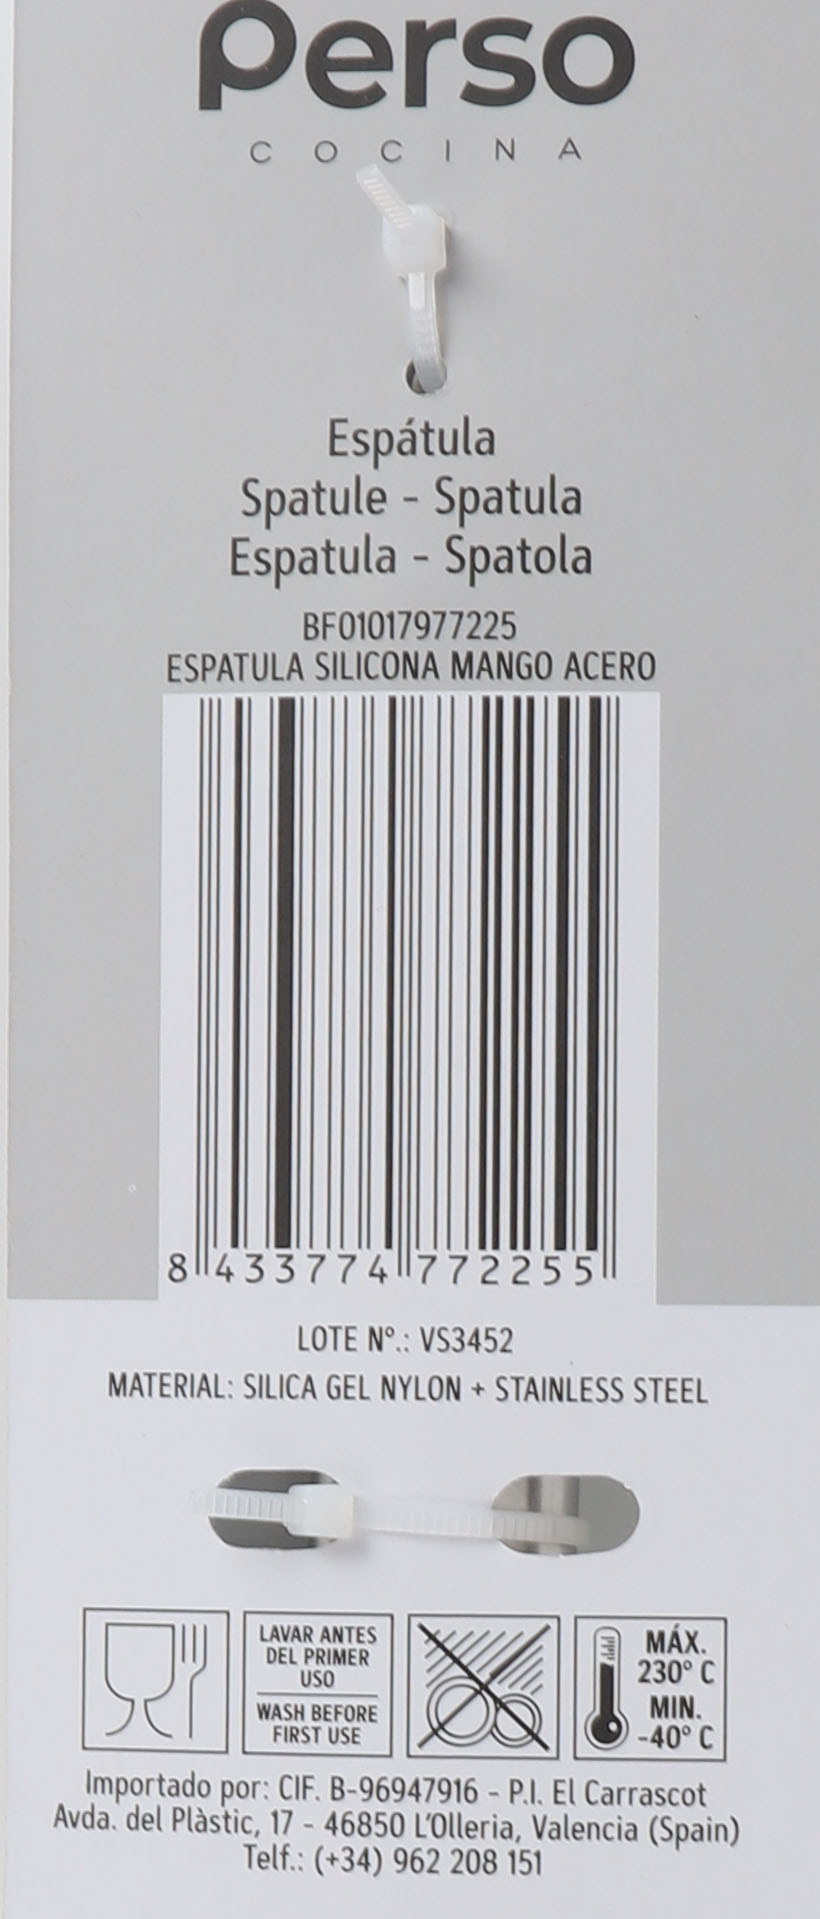 Perso
COCINA
Espátula
Spatule - Spatula
Espatula - Spatola
BF01017977225
ESPATULA SILICONA MANGO ACERO
8 433774 772255
LOTE Nº.: VS3452
MATERIAL: SILICA GEL NYLON + STAINLESS STEEL
LAVAR ANTES
DEL PRIMER
USO
WASH BEFORE
FIRST USE
MÁX.
230° C
MIN.
-40° C
Importado por: CIF. B-96947916 - P.I. El Carrascot
Avda. del Plàstic, 17 - 46850 L'Olleria, Valencia (Spain)
Telf.: (+34) 962 208 151